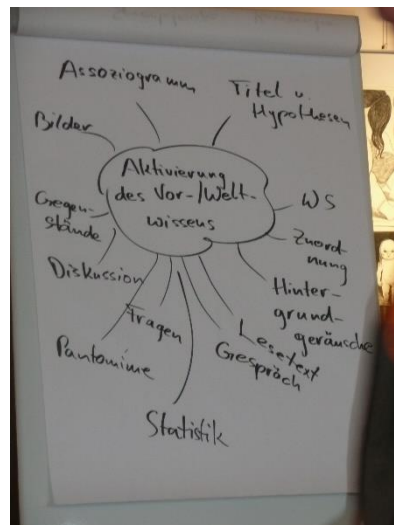 Assoziogramm
Titel u.
Hypothesen
Bilder
Aktivierung
des Vor-/Welt-
wissens
WS
Gegen-
stände
Zuord-
nung
Diskussion
Hinter-
grund-
geräusche
Fragen
Lesetext
Gespräch
Pantomime
Statistik